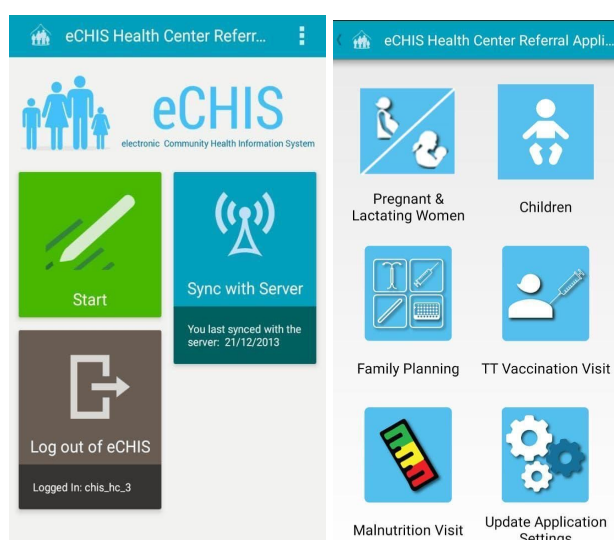 eCHIS Health Center Referr...
eCHIS
electronic Community Health Information System
Start
Sync with Server
You last synced with the
server: 21/12/2013
Log out of eCHIS
Logged In: chis_hc_3
eCHIS Health Center Referral Appli...
Pregnant &
Lactating Women
Children
Family Planning
TT Vaccination Visit
Malnutrition Visit
Update Application
Settings